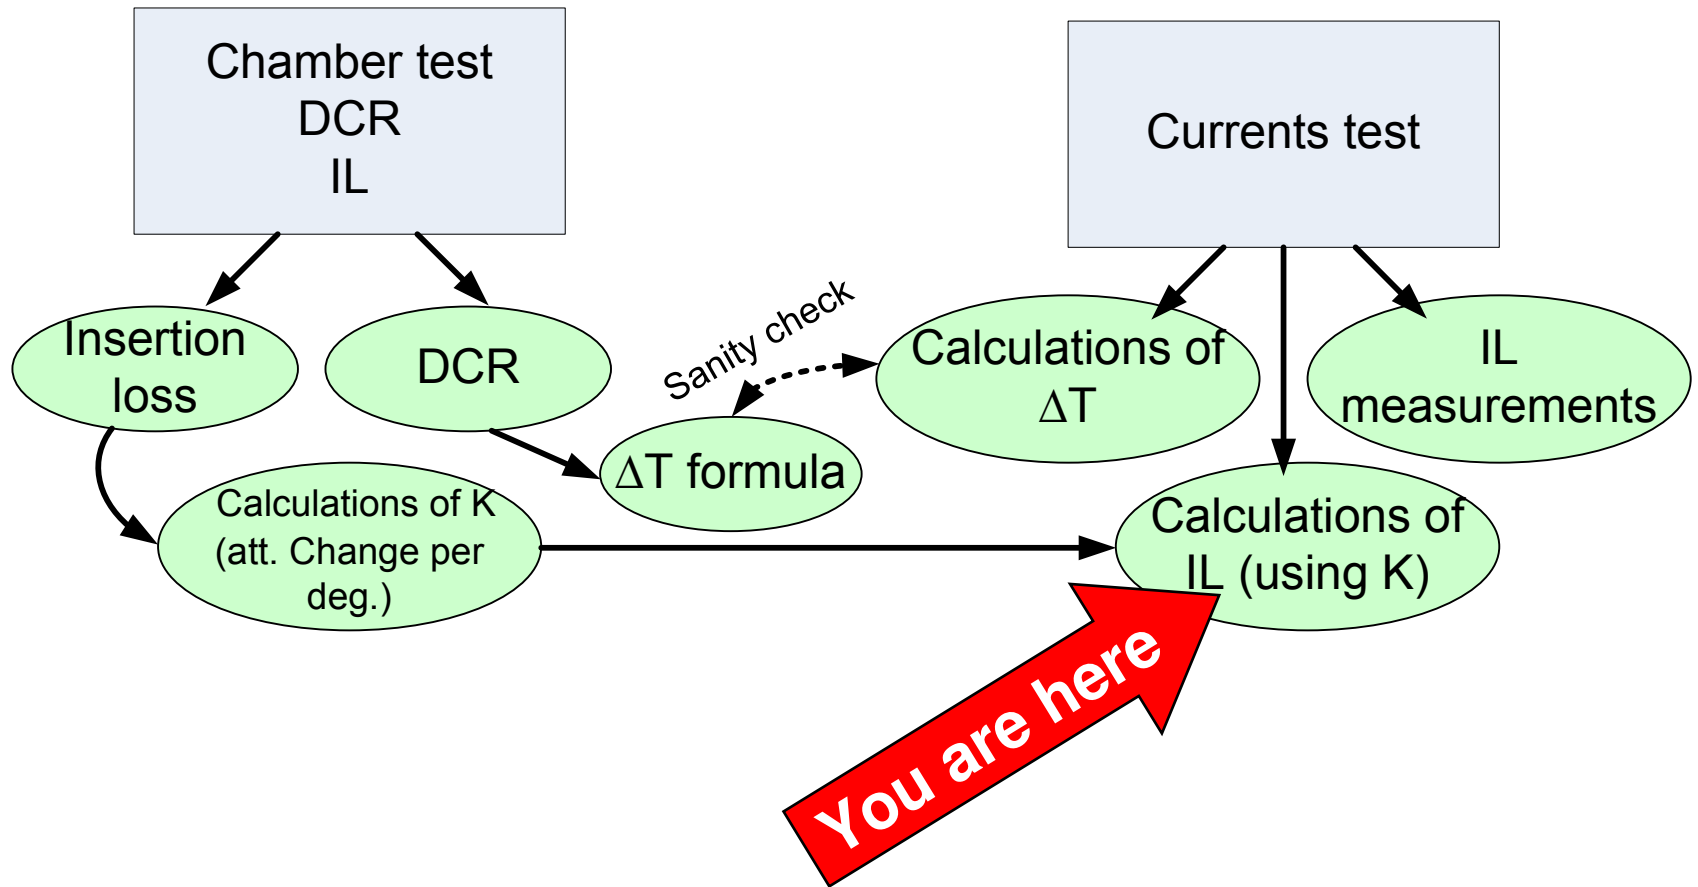 Chamber test
DCR
IL
Currents test
Insertion
loss
DCR
Sanity check
Calculations of
ΔT
IL
measurements
ΔT formula
Calculations of K
(att. Change per
deg.)
Calculations of
IL (using K)
You are here